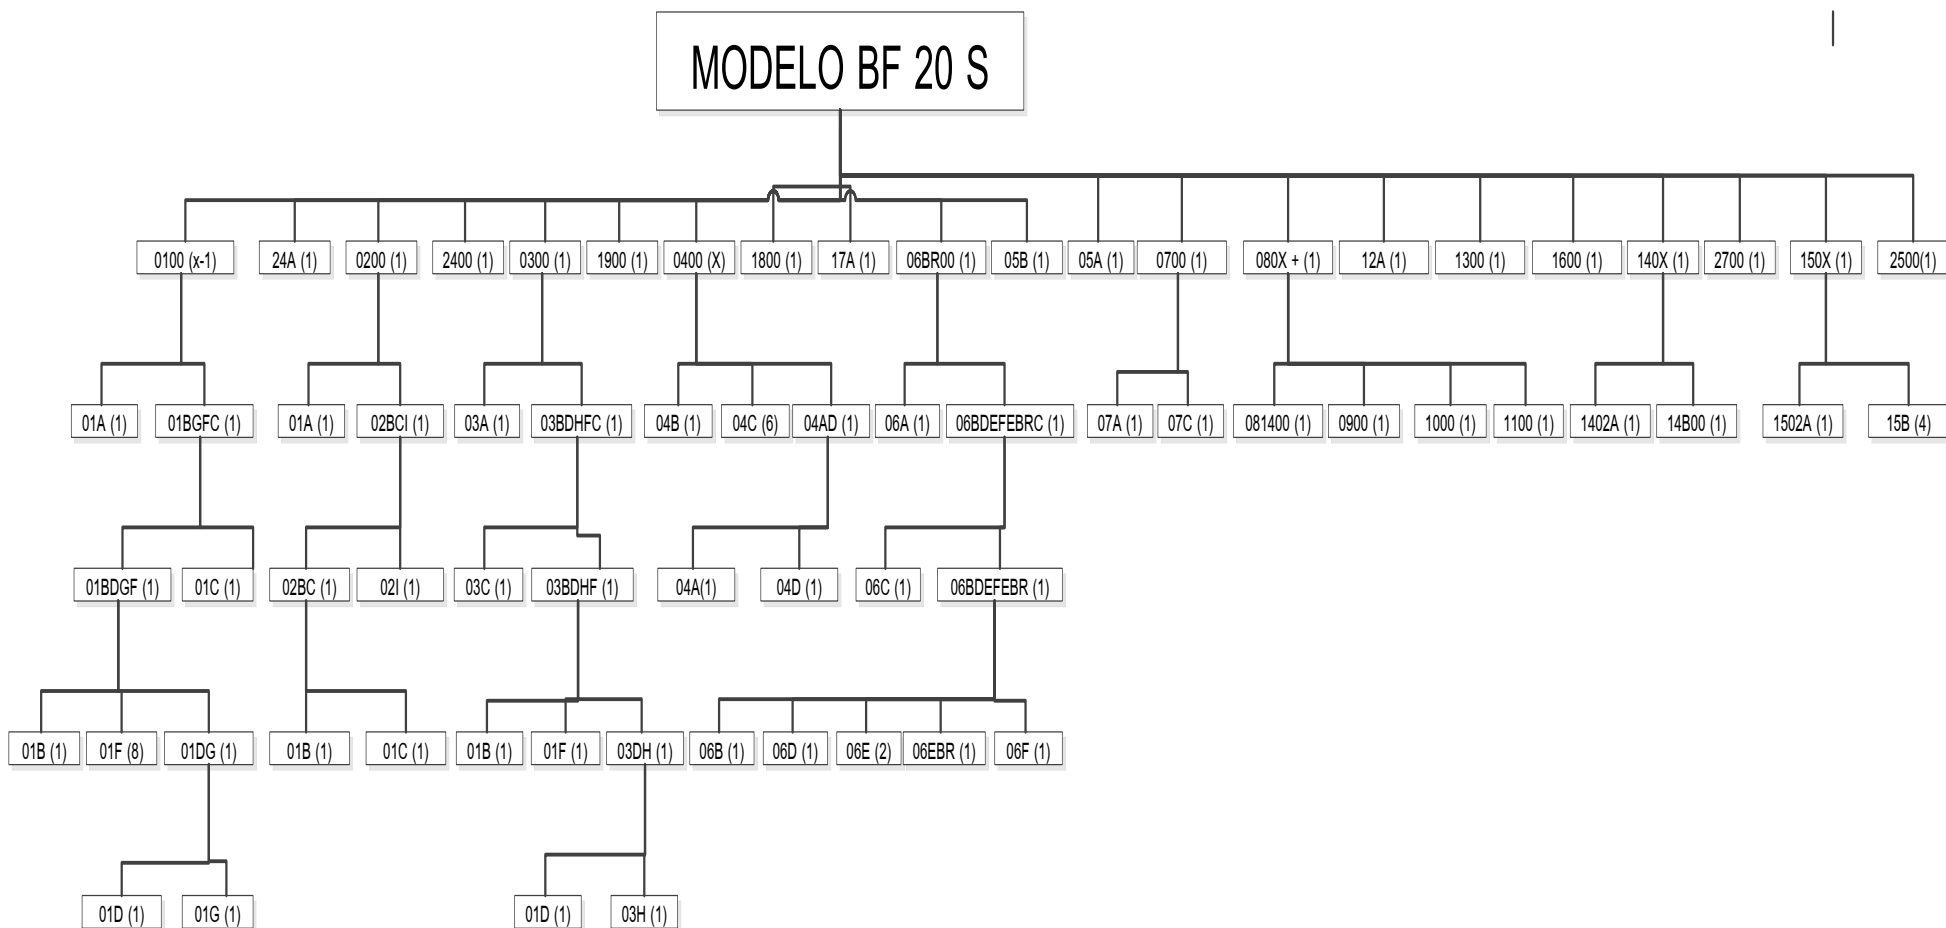 MODELO BF 20 S
0100 (x-1)
24A (1)
0200 (1)
2400 (1)
0300 (1)
1900 (1)
0400 (X)
1800 (1)
17A (1)
06BR00 (1)
05B (1)
05A (1)
0700 (1)
080X + (1)
12A (1)
1300 (1)
1600 (1)
140X (1)
2700 (1)
150X (1)
2500(1)
01A (1)
01BGFC (1)
01A (1)
02BCI (1)
03A (1)
03BDHFC (1)
04B (1)
04C (6)
04AD (1)
06A (1)
06BDEFEBRC (1)
07A (1)
07C (1)
081400 (1)
0900 (1)
1000 (1)
1100 (1)
1402A (1)
14B00 (1)
1502A (1)
15B (4)
01BDGF (1)
01C (1)
02BC (1)
02I (1)
03C (1)
03BDHF (1)
04A(1)
04D (1)
06C (1)
06BDEFEBR (1)
01B (1)
01F (8)
01DG (1)
01B (1)
01C (1)
01B (1)
01F (1)
03DH (1)
06B (1)
06D (1)
06E (2)
06EBR (1)
06F (1)
01D (1)
01G (1)
01D (1)
03H (1)